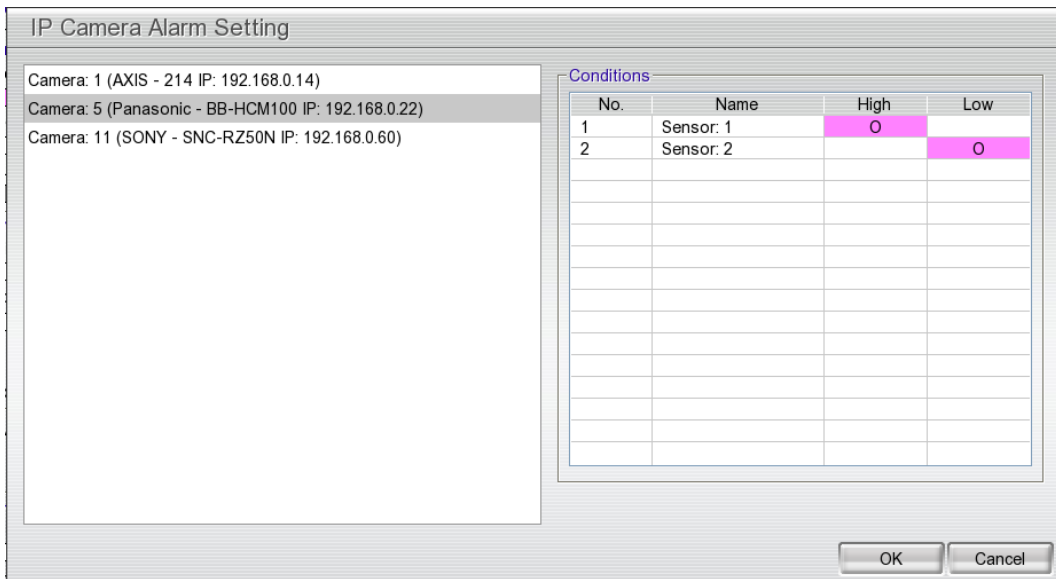 IP Camera Alarm Setting
Camera: 1 (AXIS - 214 IP: 192.168.0.14)
Camera: 5 (Panasonic - BB-HCM100 IP: 192.168.0.22)
Camera: 11 (SONY - SNC-RZ50N IP: 192.168.0.60)
Conditions
No. Name High Low
1 Sensor: 1 O
2 Sensor: 2 O
OK Cancel